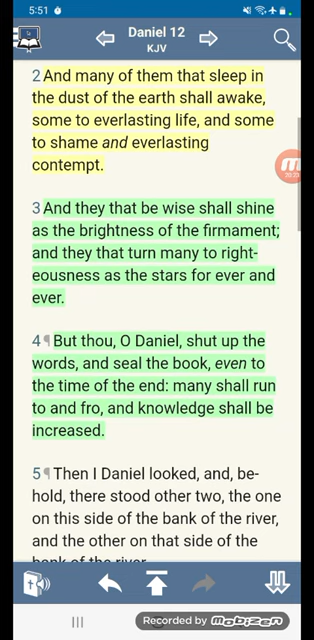 5:51
Daniel 12
KJV
2 And many of them that sleep in
the dust of the earth shall awake,
some to everlasting life, and some
to shame and everlasting
contempt.
3 And they that be wise shall shine
as the brightness of the firmament;
and they that turn many to right-
eousness as the stars for ever and
ever.
4 ¶ But thou, O Daniel, shut up the
words, and seal the book, even to
the time of the end: many shall run
to and fro, and knowledge shall be
increased.
5 ¶ Then I Daniel looked, and, be-
hold, there stood other two, the one
on this side of the bank of the river,
and the other on that side of the
bank of the river.
Recorded by Mobizen